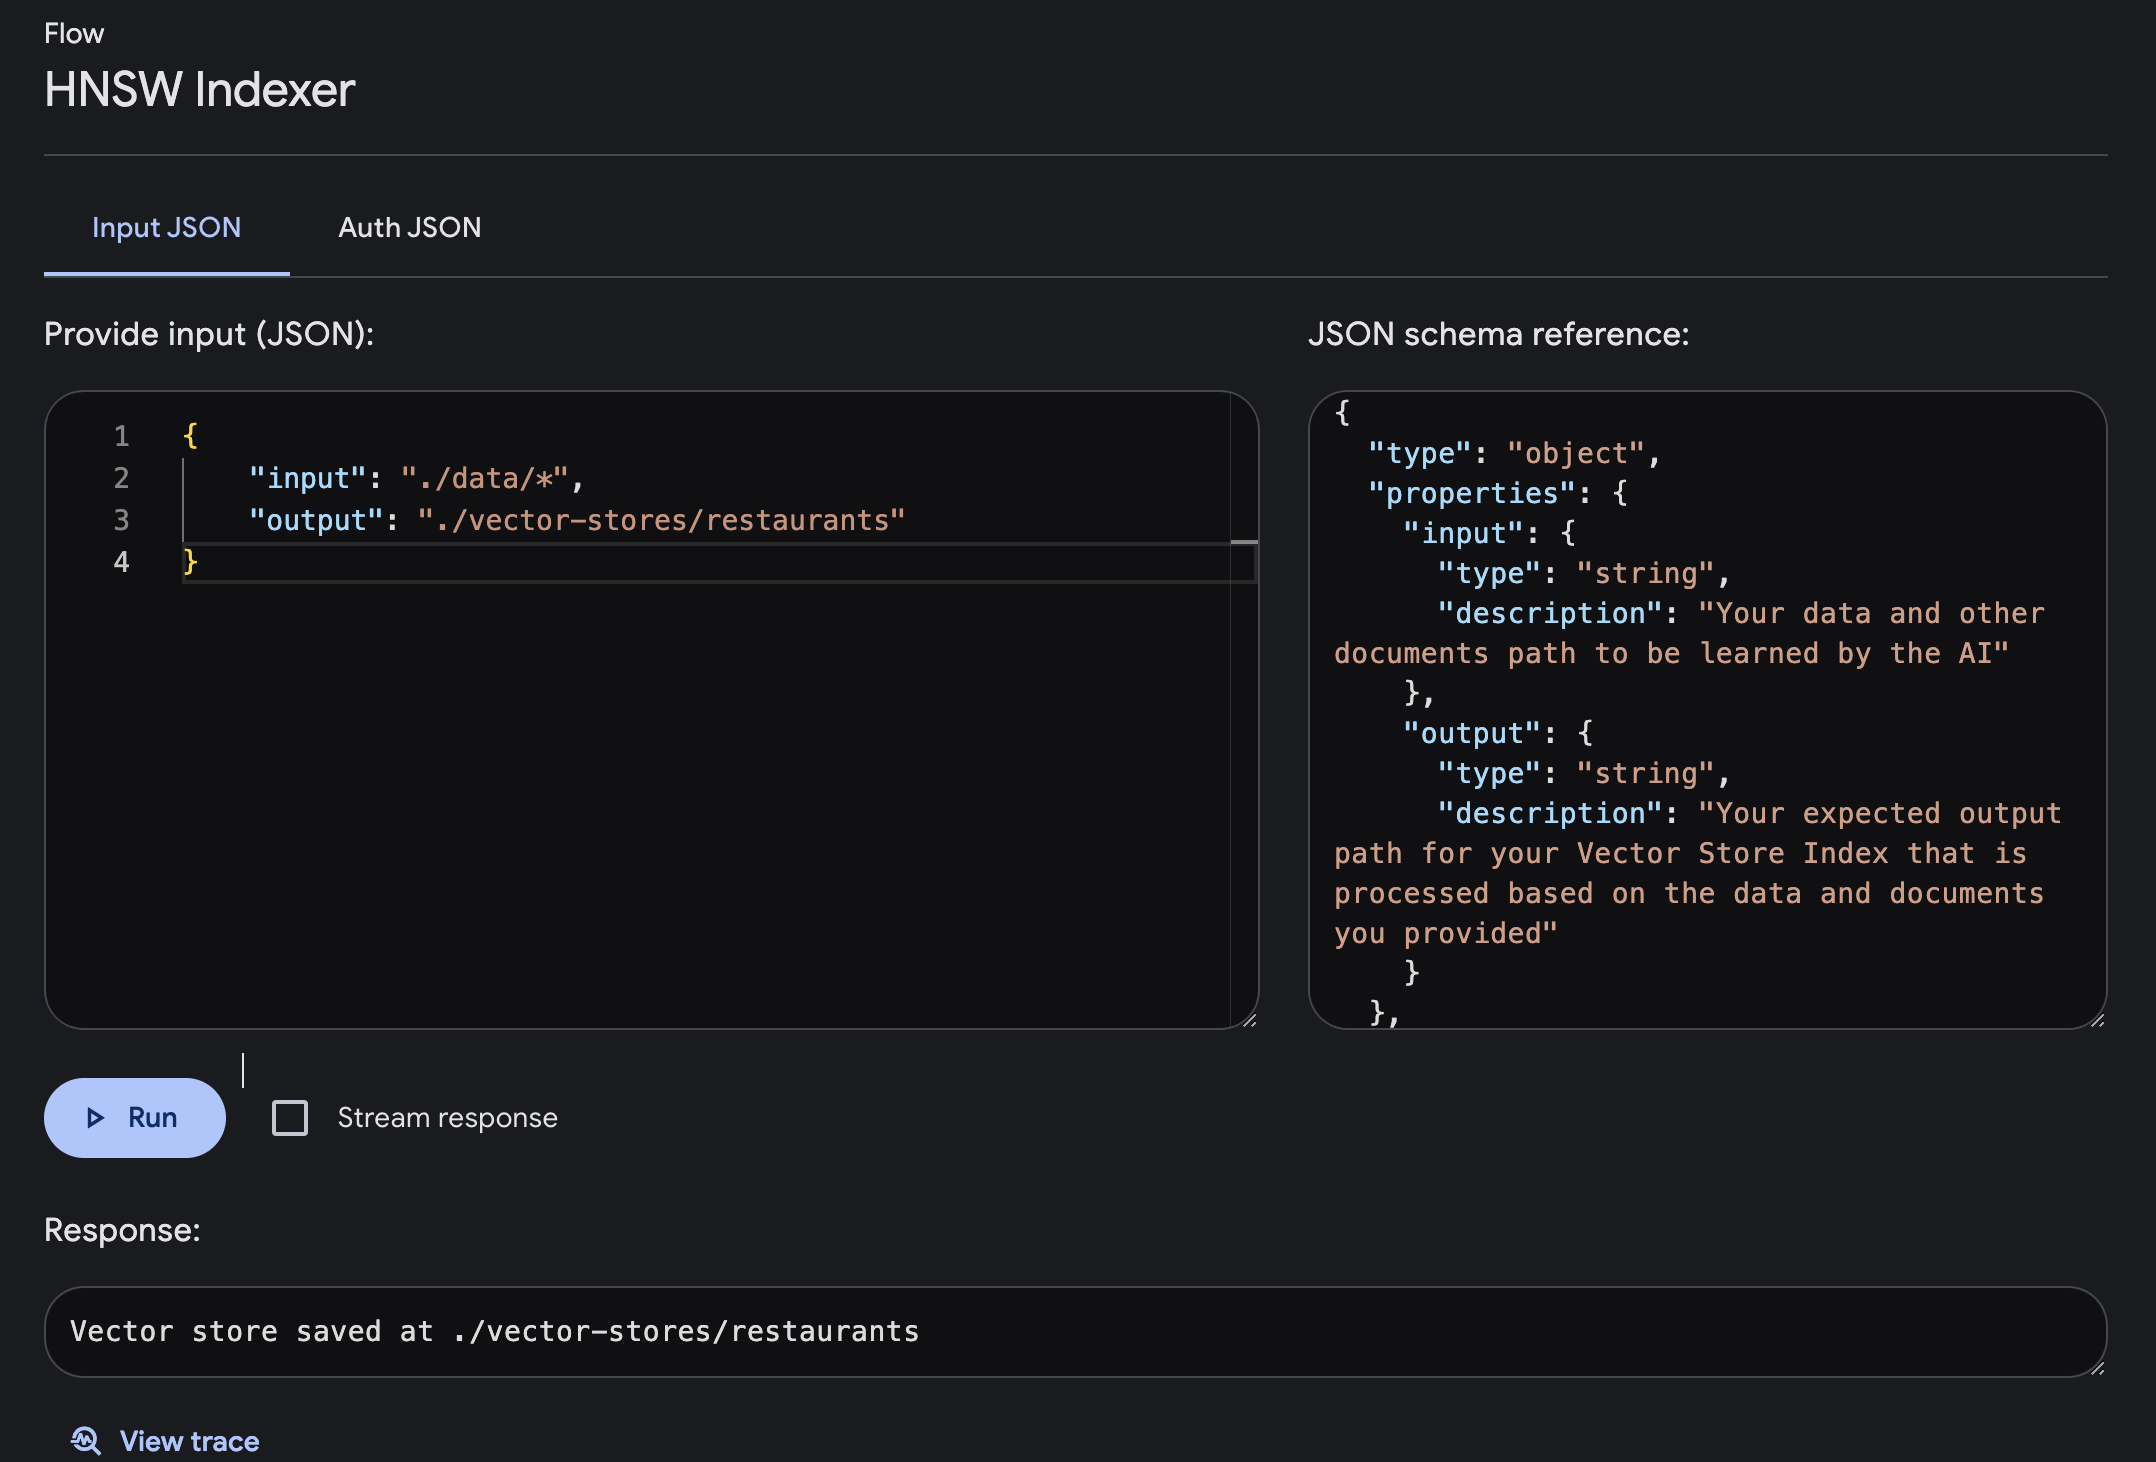 Flow
HNSW Indexer
Input JSON
Auth JSON
Provide input (JSON):
1 {
2     "input": "./data/*",
3     "output": "./vector-stores/restaurants"
4 }
JSON schema reference:
{
  "type": "object",
  "properties": {
    "input": {
      "type": "string",
      "description": "Your data and other
documents path to be learned by the AI"
    },
    "output": {
      "type": "string",
      "description": "Your expected output
path for your Vector Store Index that is
processed based on the data and documents
you provided"
    }
  },
Run
Stream response
Response:
Vector store saved at ./vector-stores/restaurants
View trace